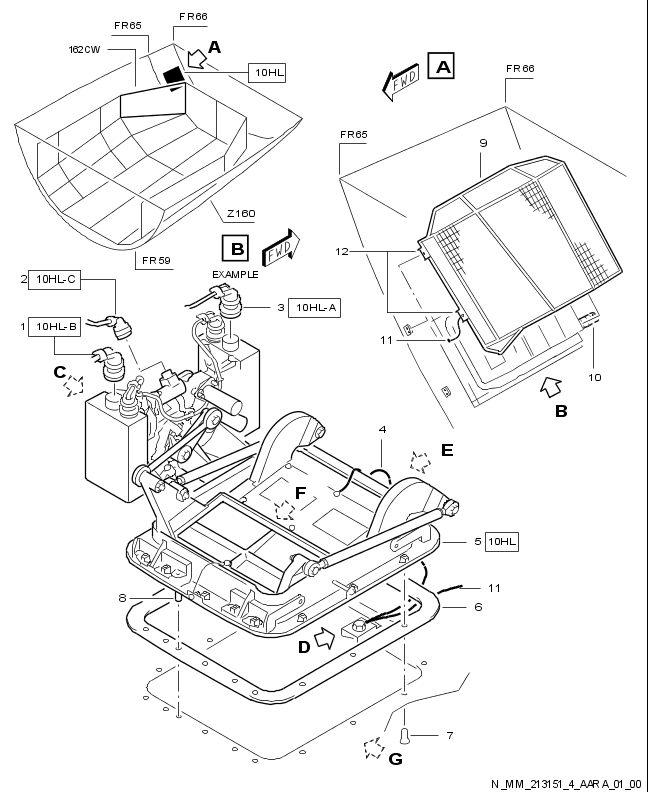 FR66
FR65
A
162CW
10HL
FWD
A
FR66
FR65
9
Z160
B
FWD
FR59
EXAMPLE
12
2 10HL-C
3 10HL-A
1 10HL-B
11
C
10
B
4
E
F
5 10HL
8
11
6
D
7
G
N_MM_213151_4_AARA_01_00